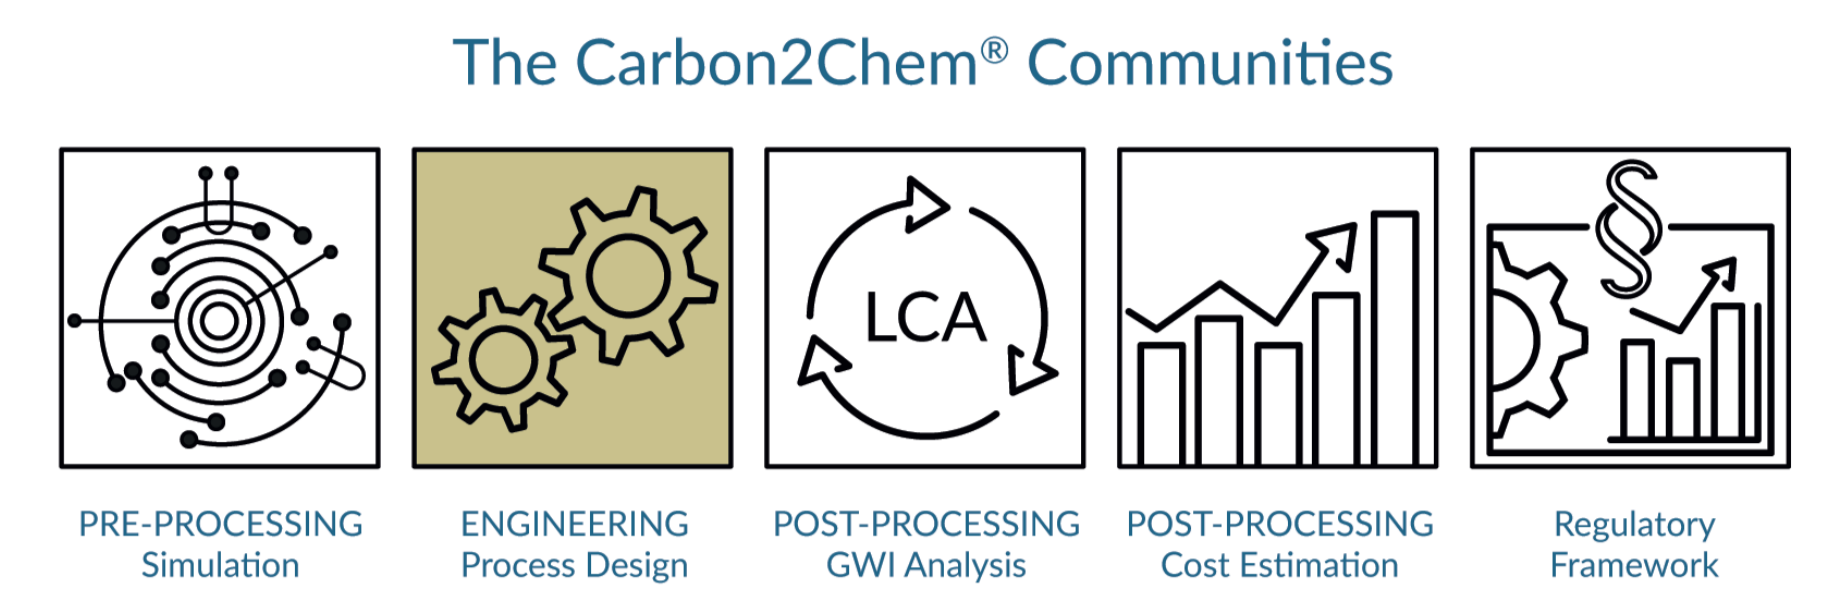 The Carbon2Chem® Communities
LCA
§
PRE-PROCESSING
Simulation
ENGINEERING
Process Design
POST-PROCESSING
GWI Analysis
POST-PROCESSING
Cost Estimation
Regulatory
Framework